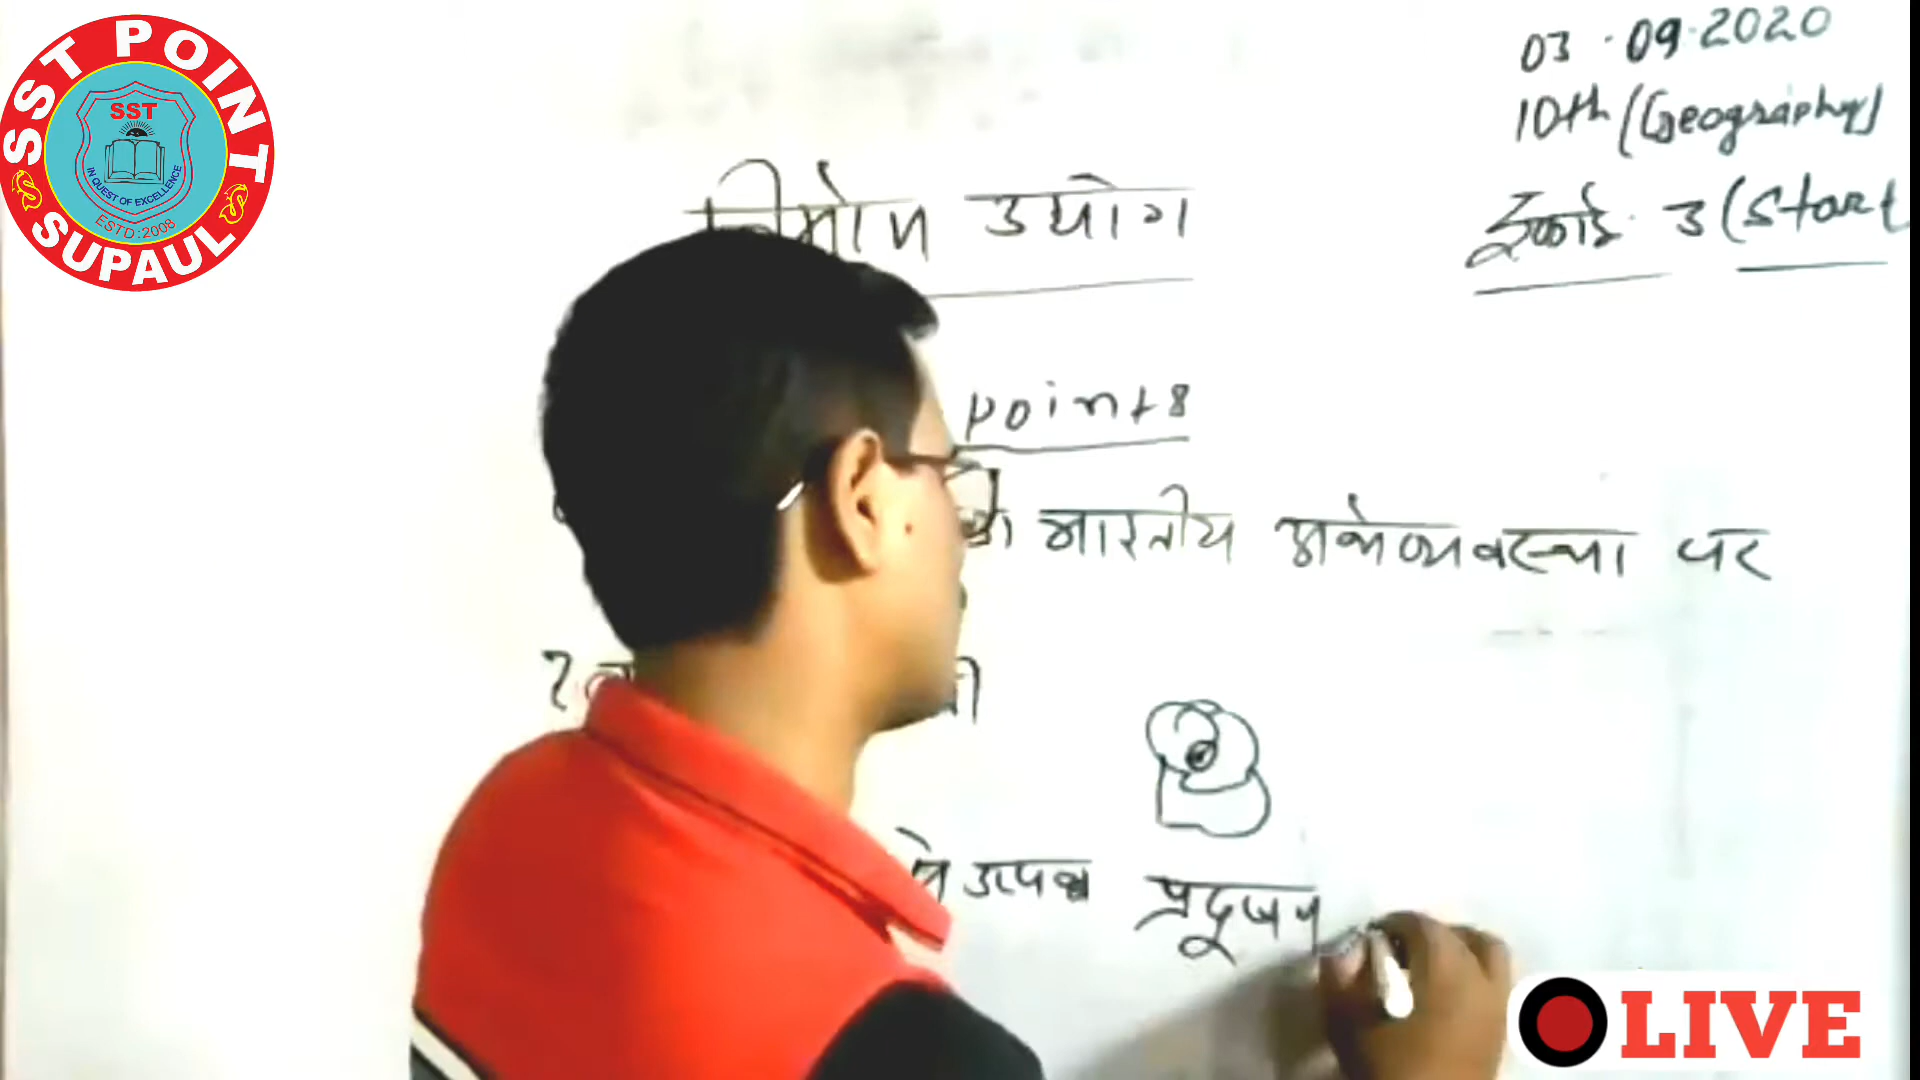 SST POINT
SUPAUL
SST
IN QUEST OF EXCELLENCE
ESTD:2008
03.09.2020
10th (Geography)
इकाई. 3 (Start
निर्माण उद्योग
points
का भारतीय अर्थव्यवस्था पर
से उत्पन्न प्रदूषण
LIVE